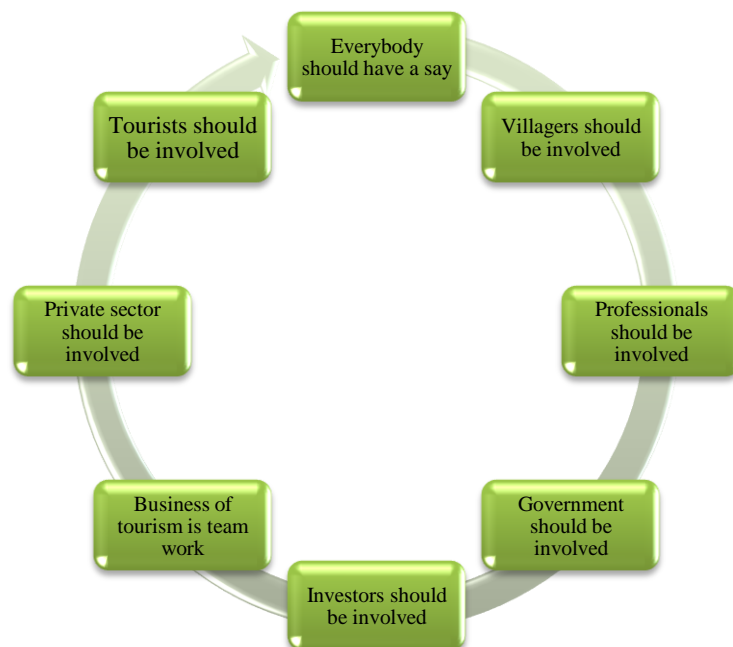 Everybody
should have a say
Villagers should
be involved
Professionals
should be
involved
Government
should be
involved
Investors should
be involved
Business of
tourism is team
work
Private sector
should be
involved
Tourists should
be involved